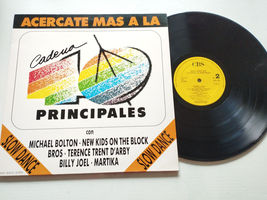 ACERCATE MAS A LA
Cadena
40
PRINCIPALES
con
MICHAEL BOLTON - NEW KIDS ON THE BLOCK
BROS - TERENCE TRENT D'ARBY
BILLY JOEL - MARTIKA
SLOW DANCE
SLOW DANCE
CBS
2